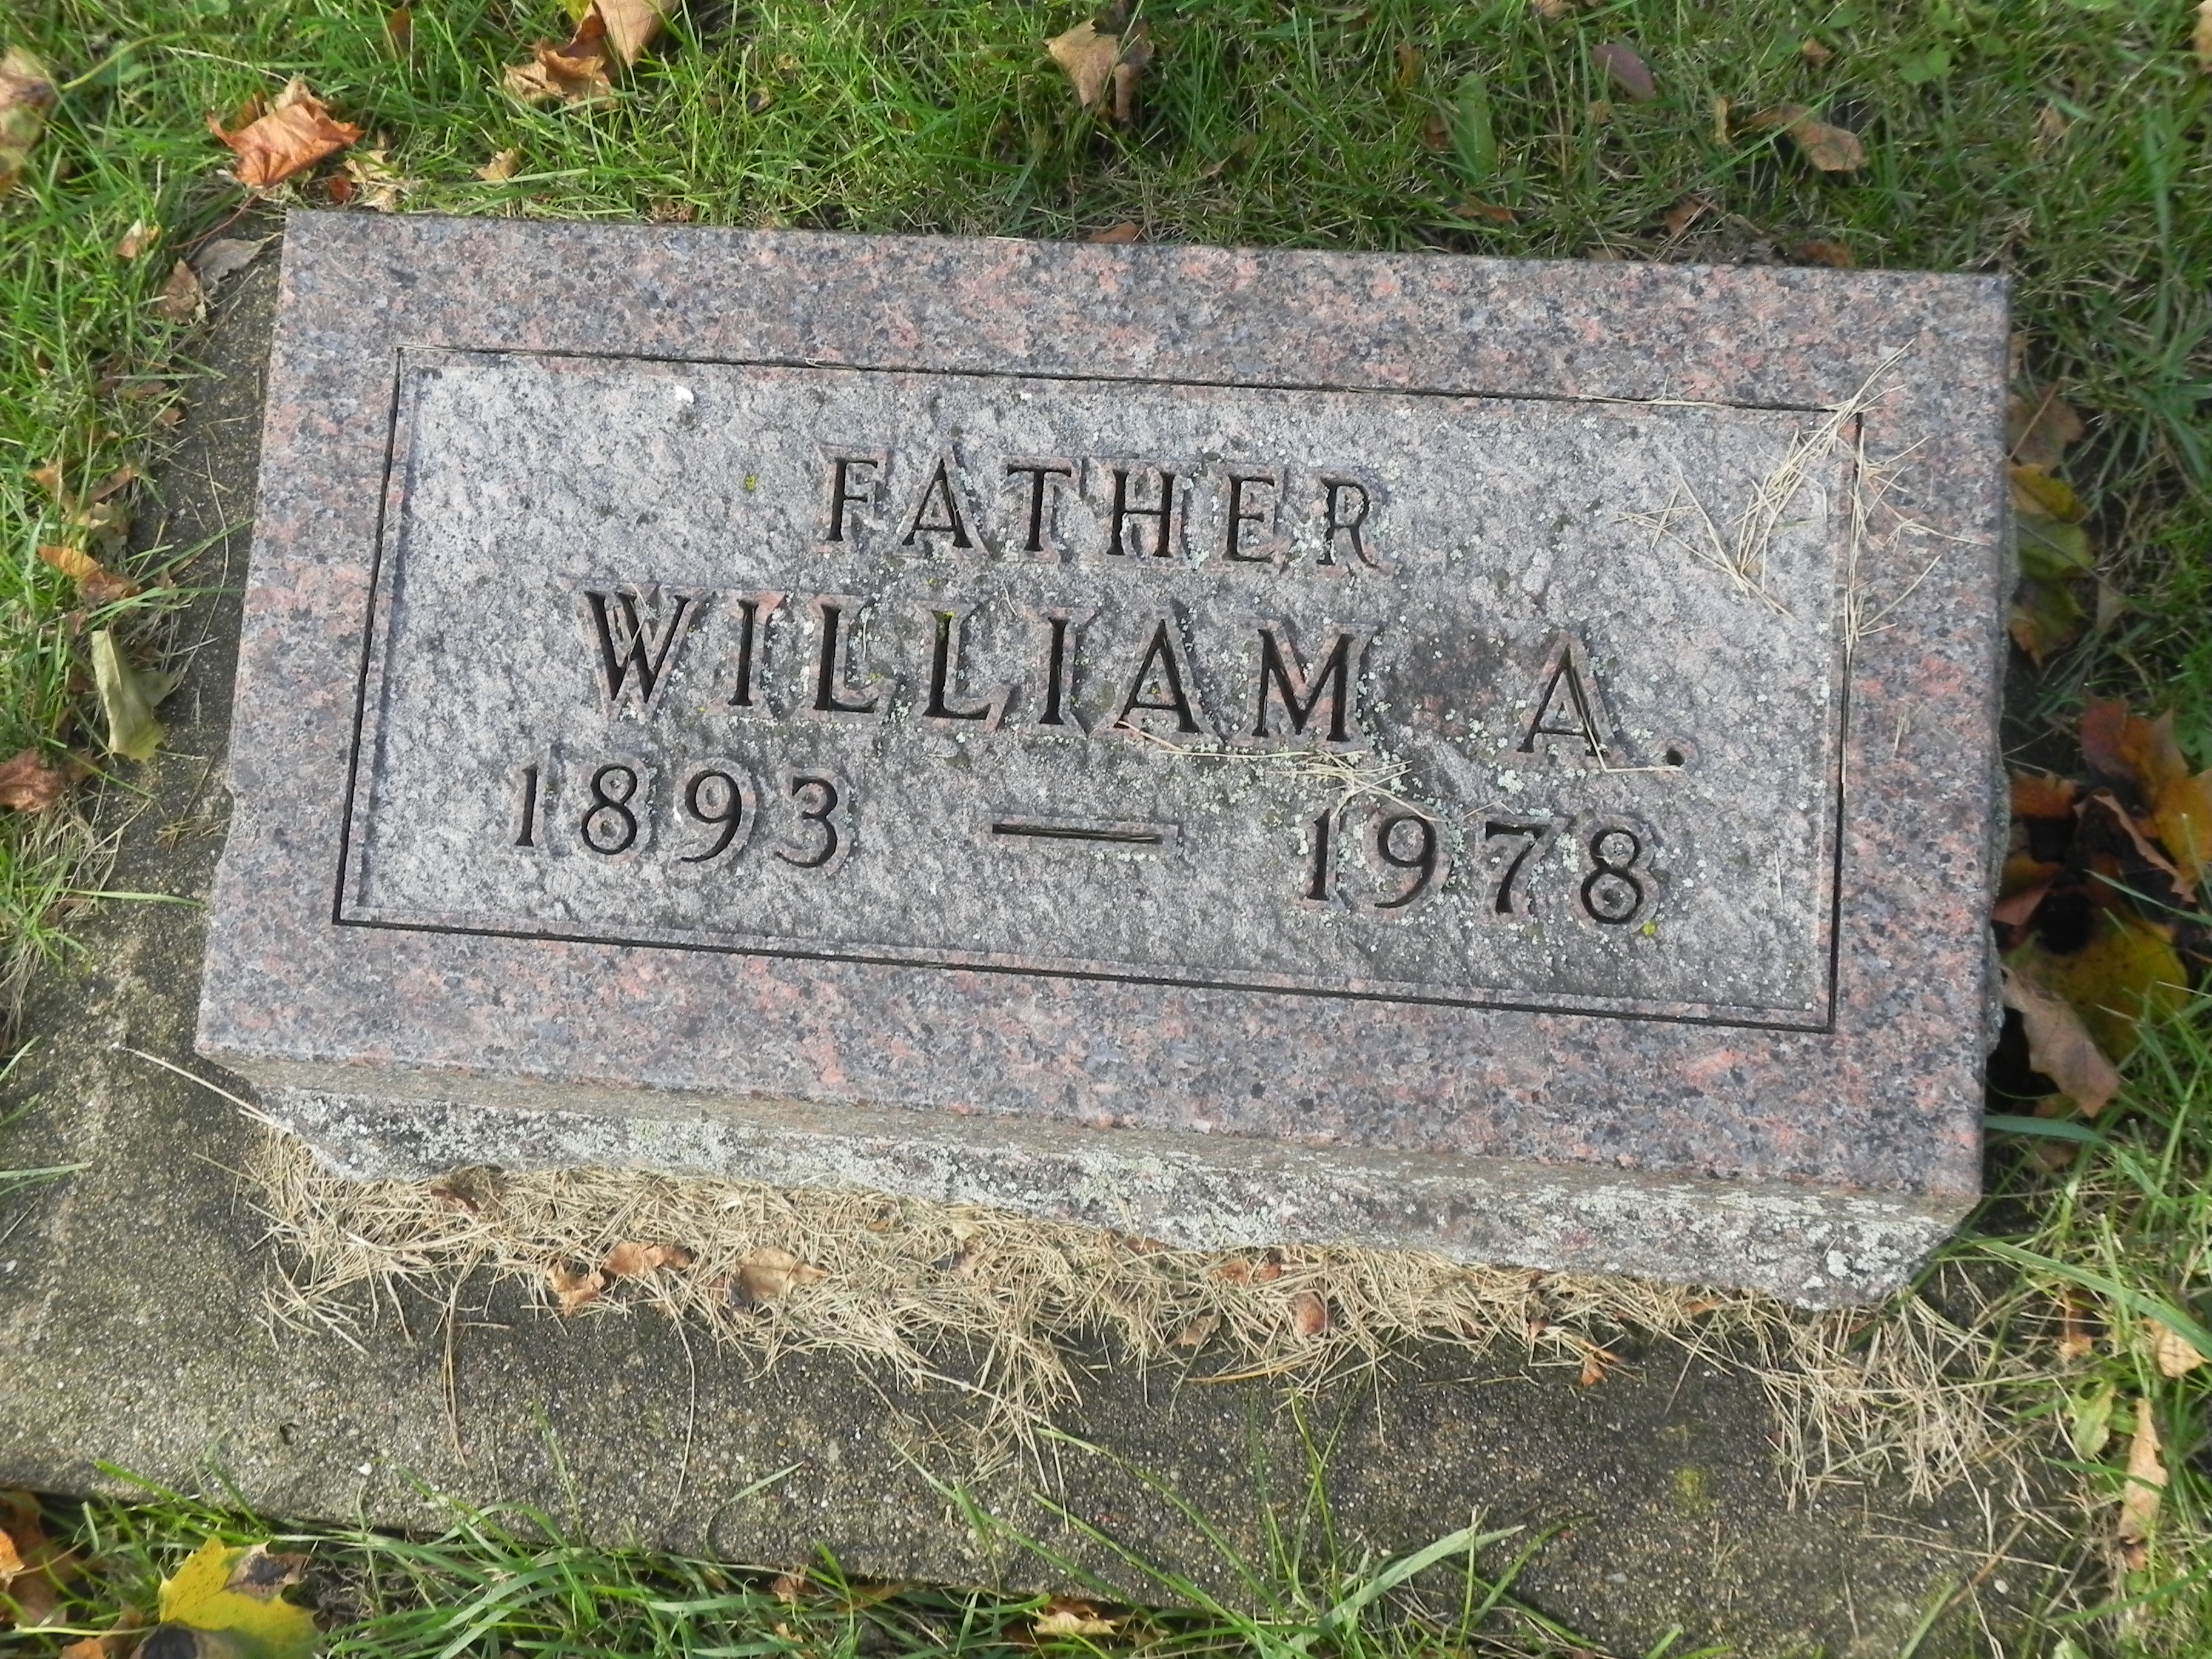 FATHER
WILLIAM A.
1893 — 1978